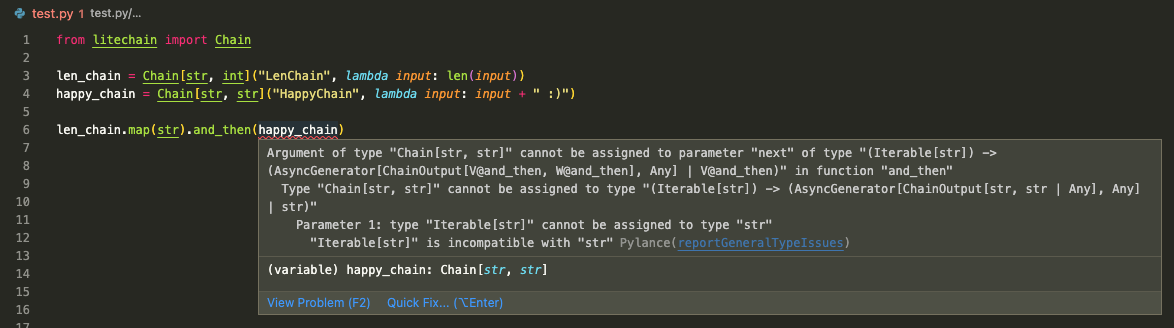 test.py 1 test.py/...
1 from litechain import Chain
2
3 len_chain = Chain[str, int]("LenChain", lambda input: len(input))
4 happy_chain = Chain[str, str]("HappyChain", lambda input: input + " :)")
5
6 len_chain.map(str).and_then(happy_chain)
7
Argument of type "Chain[str, str]" cannot be assigned to parameter "next" of type "(Iterable[str]) ->
8
(AsyncGenerator[ChainOutput[V@and_then, W@and_then], Any] | V@and_then)" in function "and_then"
9
Type "Chain[str, str]" cannot be assigned to type "(Iterable[str]) -> (AsyncGenerator[ChainOutput[str, str | Any], Any]
10
| str)"
11
Parameter 1: type "Iterable[str]" cannot be assigned to type "str"
12
"Iterable[str]" is incompatible with "str" Pylance(reportGeneralTypeIssues)
13
14
(variable) happy_chain: Chain[str, str]
15
16
View Problem (F2) Quick Fix... (⌥Enter)
17